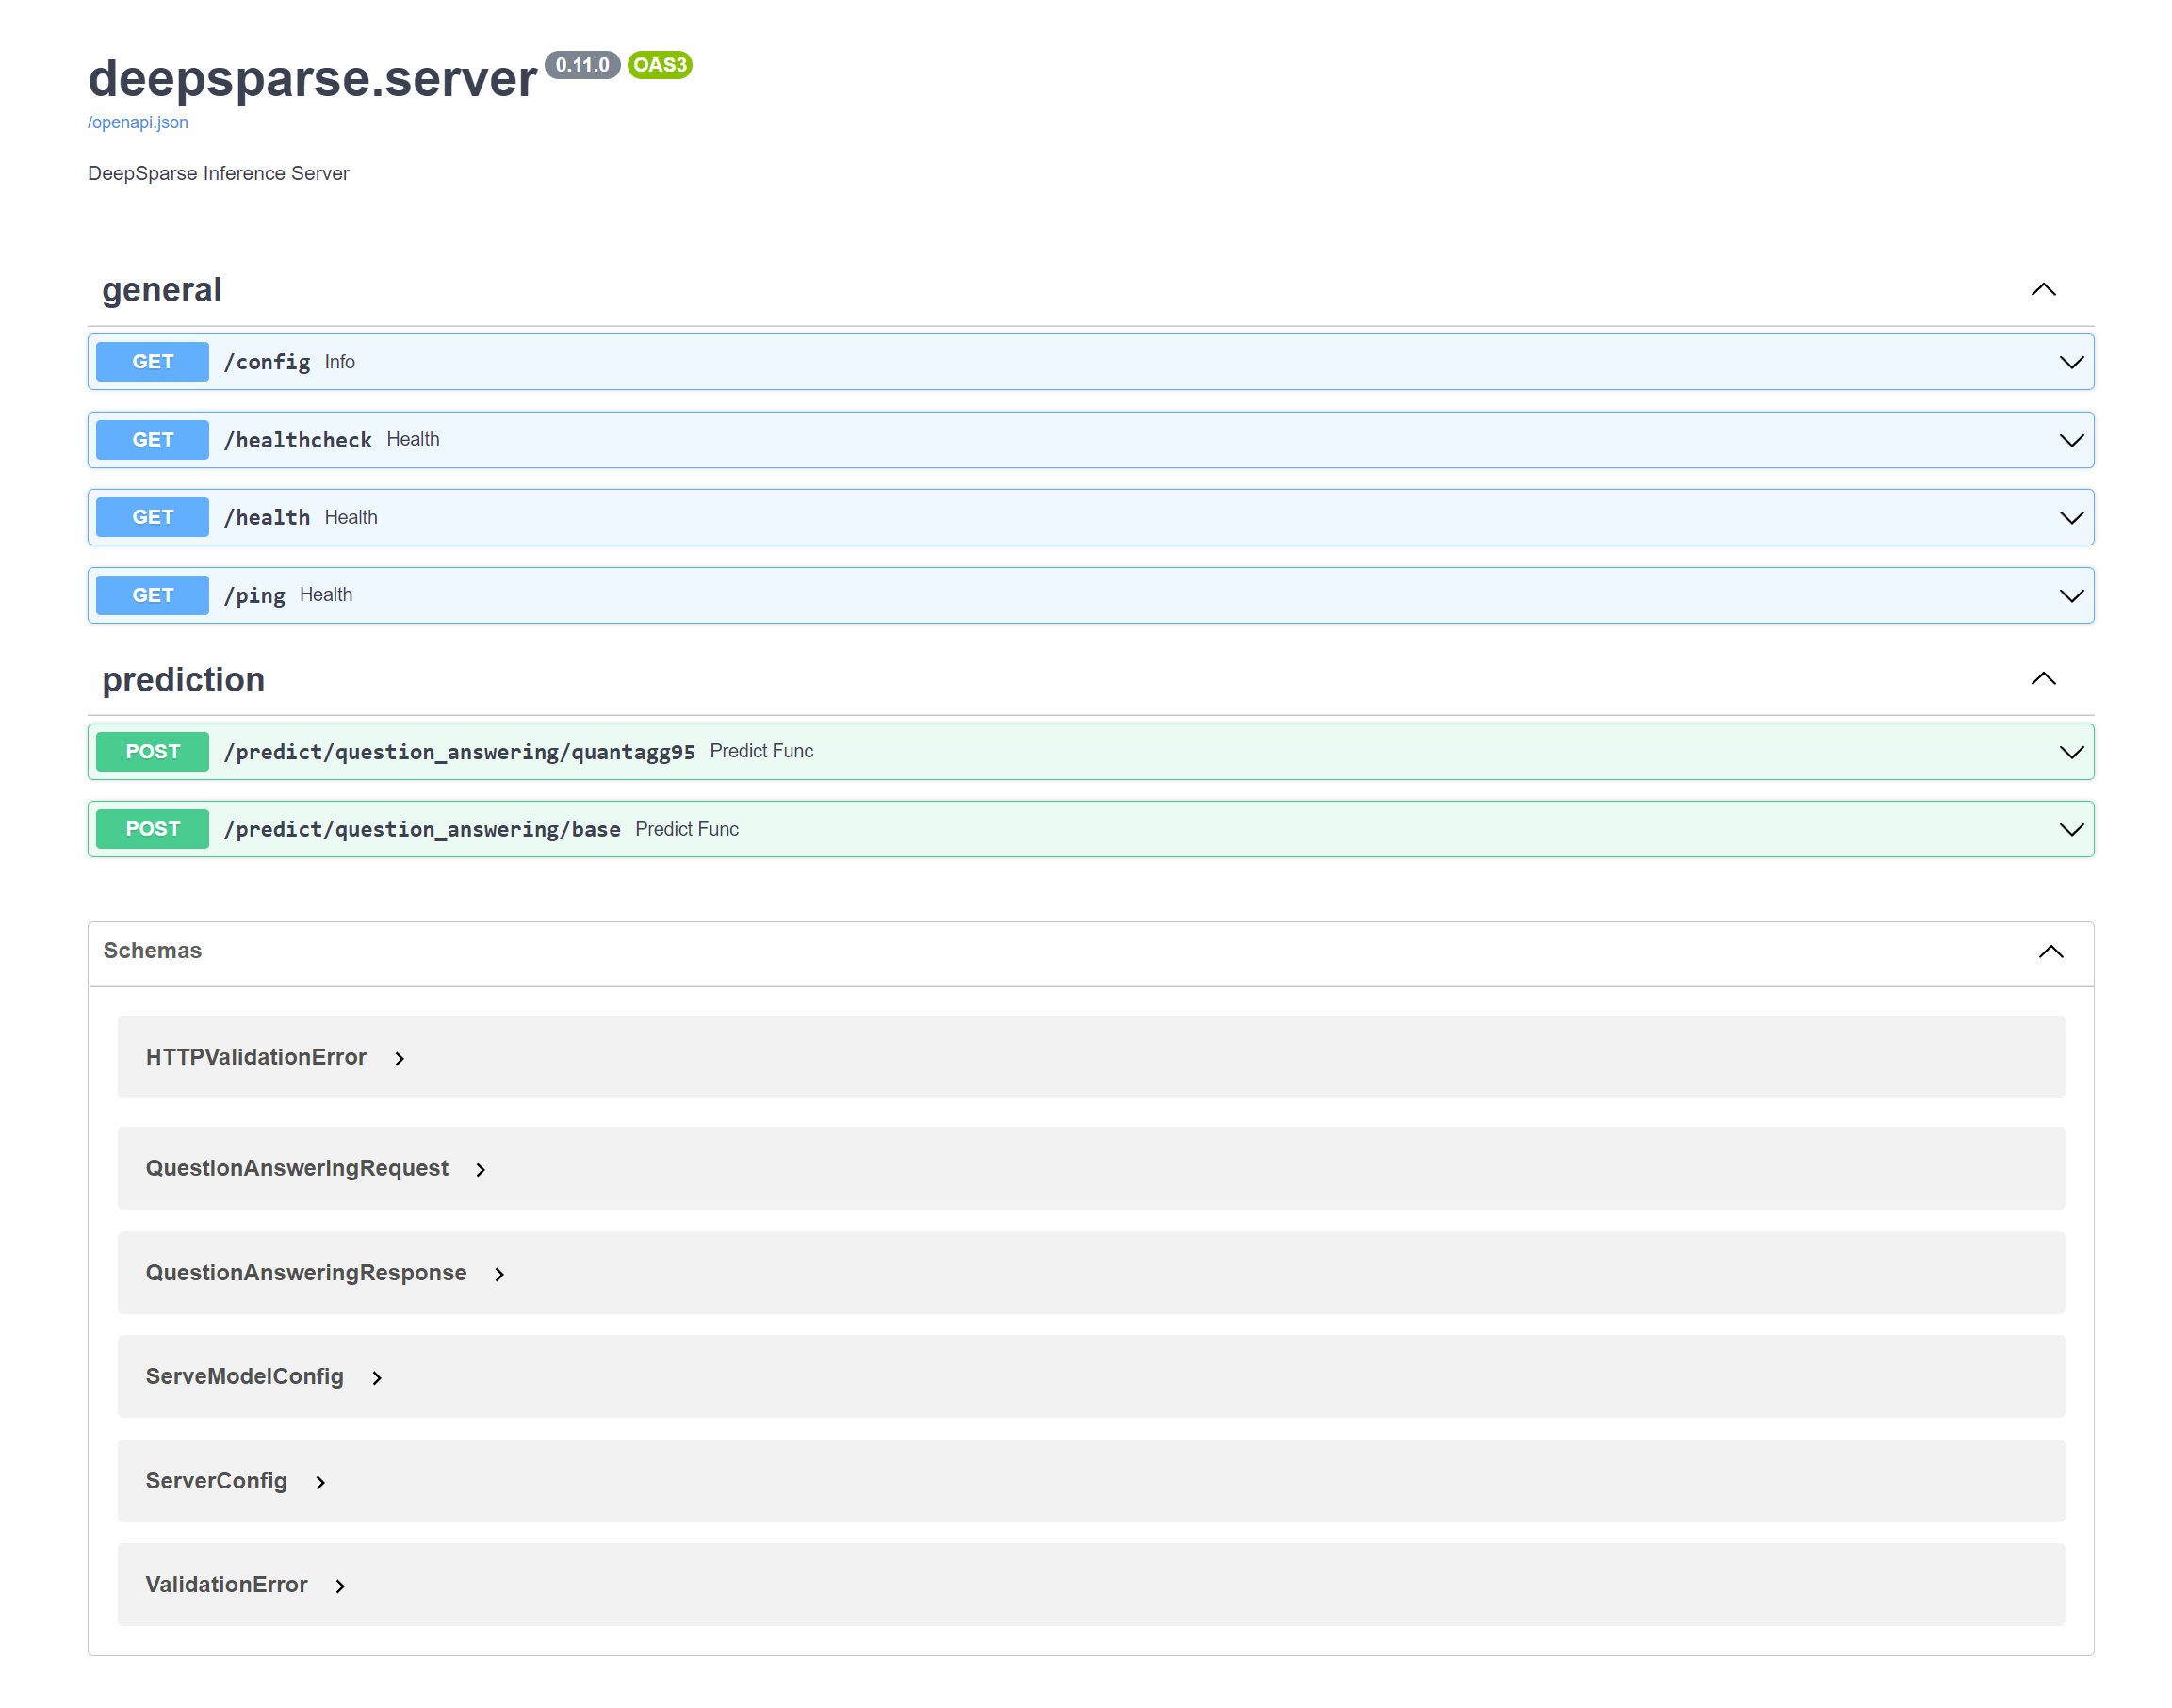 deepsparse.server 0.11.0 OAS3
/openapi.json
DeepSparse Inference Server
general
GET /config Info
GET /healthcheck Health
GET /health Health
GET /ping Health
prediction
POST /predict/question_answering/quantagg95 Predict Func
POST /predict/question_answering/base Predict Func
Schemas
HTTPValidationError
QuestionAnsweringRequest
QuestionAnsweringResponse
ServeModelConfig
ServerConfig
ValidationError